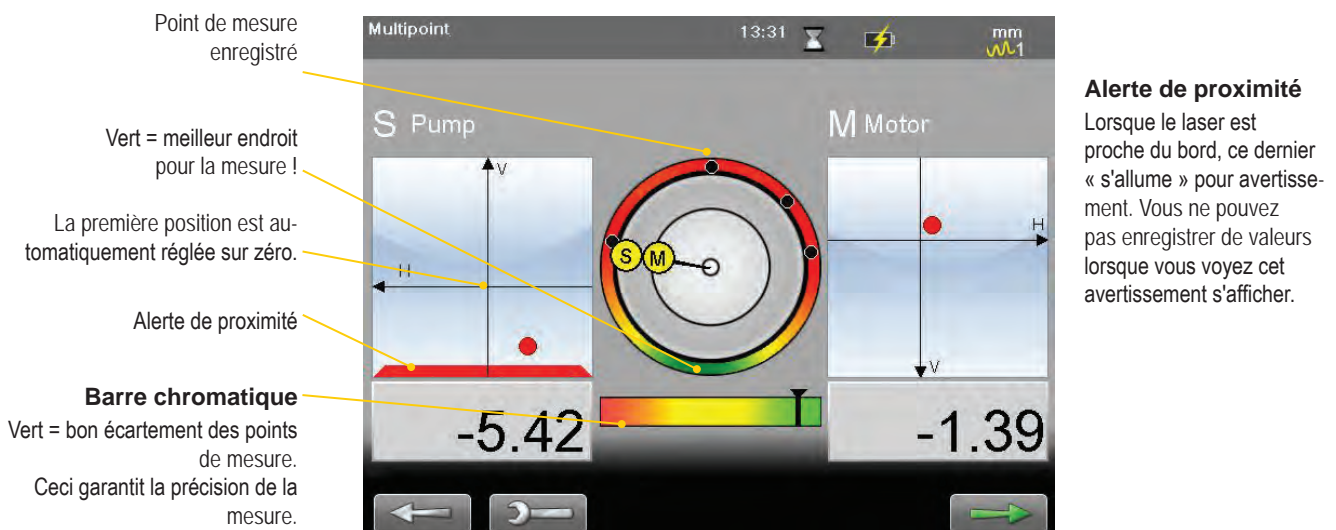 Point de mesure
enregistré
Vert = meilleur endroit
pour la mesure !
La première position est au-
tomatiquement réglée sur zéro.
Alerte de proximité
Barre chromatique
Vert = bon écartement des points
de mesure.
Ceci garantit la précision de la
mesure.
Multipoint
13:31
mm
1
S Pump
M Motor
V
H
S
M
H
V
-5.42
-1.39
Alerte de proximité
Lorsque le laser est
proche du bord, ce dernier
« s'allume » pour avertisse-
ment. Vous ne pouvez
pas enregistrer de valeurs
lorsque vous voyez cet
avertissement s'afficher.